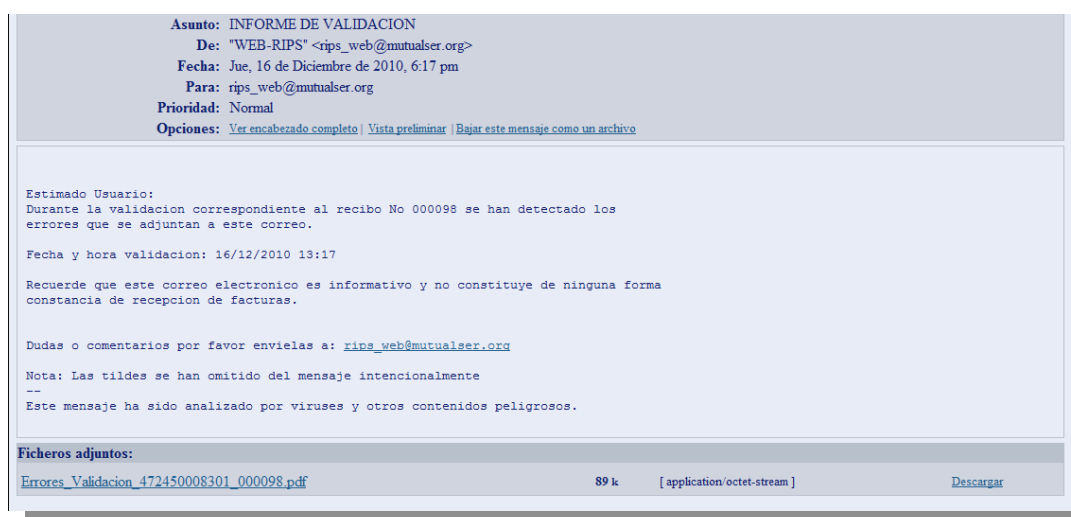 Asunto: INFORME DE VALIDACION
De: "WEB-RIPS" <rips_web@mutualser.org>
Fecha: Jue, 16 de Diciembre de 2010, 6:17 pm
Para: rips_web@mutualser.org
Prioridad: Normal
Opciones: Ver encabezado completo | Vista preliminar | Bajar este mensaje como un archivo
Estimado Usuario:
Durante la validacion correspondiente al recibo No 000098 se han detectado los
errores que se adjuntan a este correo.
Fecha y hora validacion: 16/12/2010 13:17
Recuerde que este correo electronico es informativo y no constituye de ninguna forma
constancia de recepcion de facturas.
Dudas o comentarios por favor envielas a: rips_web@mutualser.org
Nota: Las tildes se han omitido del mensaje intencionalmente
--
Este mensaje ha sido analizado por viruses y otros contenidos peligrosos.
Ficheros adjuntos:
Errores_Validacion_472450008301_000098.pdf 89 k [ application/octet-stream ] Descargar